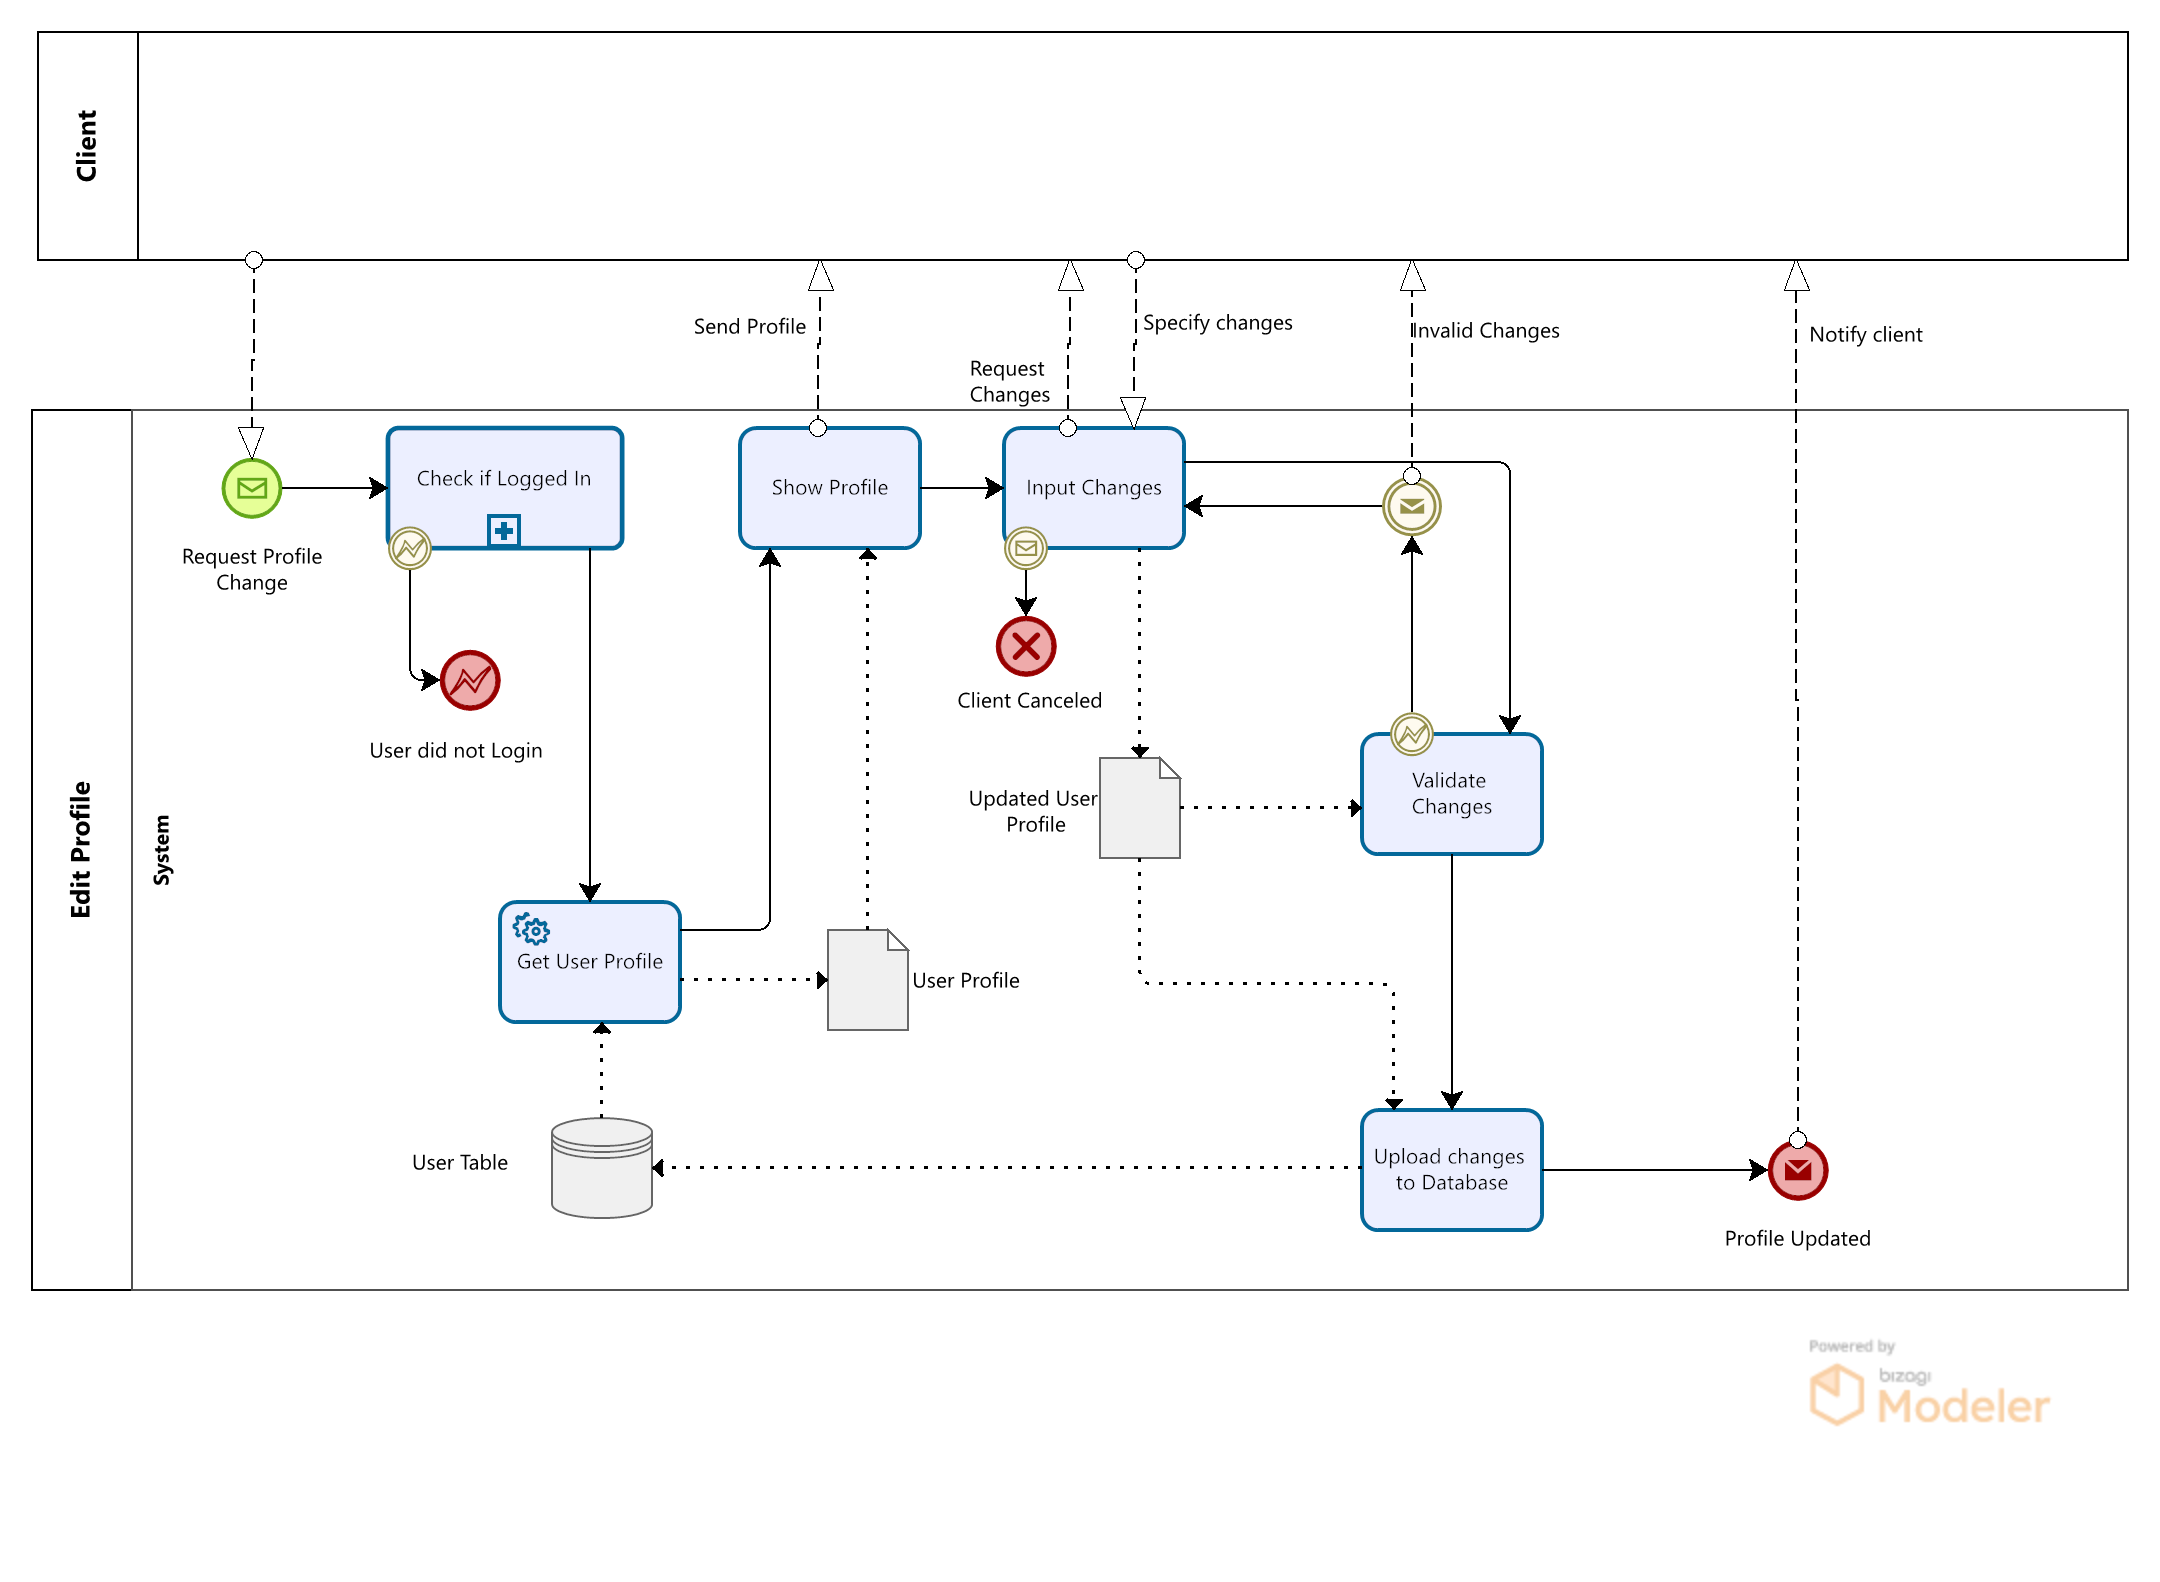 Client
Send Profile
Specify changes
Invalid Changes
Notify client
Request
Changes
Edit Profile
System
Request Profile
Change
Check if Logged In
User did not Login
Show Profile
Input Changes
Client Canceled
Updated User
Profile
Validate
Changes
Get User Profile
User Profile
User Table
Upload changes
to Database
Profile Updated
Powered by
bizagi
Modeler